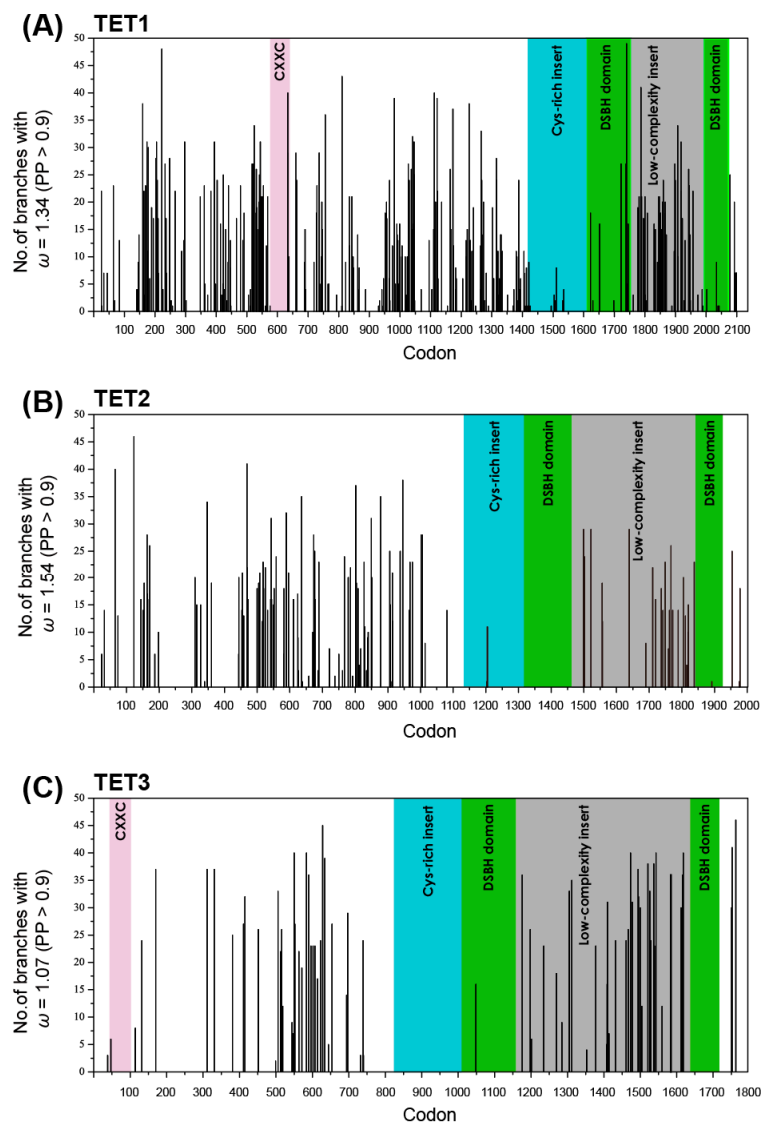 (A) TET1
No.of branches with
ω = 1.34 (PP > 0.9)
50
45
40
35
30
25
20
15
10
5
0
CXXC
Cys-rich insert
DSBH domain
Low-complexity insert
DSBH domain
100 200 300 400 500 600 700 800 900 1000 1100 1200 1300 1400 1500 1600 1700 1800 1900 2000 2100
Codon
(B) TET2
No.of branches with
ω = 1.54 (PP > 0.9)
50
45
40
35
30
25
20
15
10
5
0
Cys-rich insert
DSBH domain
Low-complexity insert
DSBH domain
100 200 300 400 500 600 700 800 900 1000 1100 1200 1300 1400 1500 1600 1700 1800 1900 2000
Codon
(C) TET3
No.of branches with
ω = 1.07 (PP > 0.9)
50
45
40
35
30
25
20
15
10
5
0
CXXC
Cys-rich insert
DSBH domain
Low-complexity insert
DSBH domain
100 200 300 400 500 600 700 800 900 1000 1100 1200 1300 1400 1500 1600 1700 1800
Codon